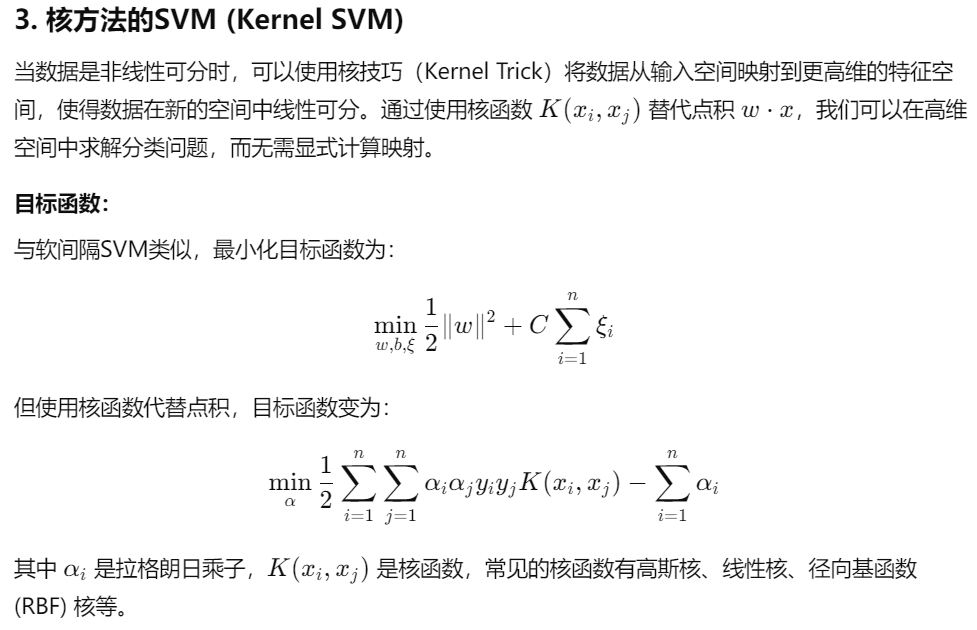 3. 核方法的SVM (Kernel SVM)
当数据是非线性可分时，可以使用核技巧（Kernel Trick）将数据从输入空间映射到更高维的特征空
间，使得数据在新的空间中线性可分。通过使用核函数 K(x_i, x_j) 替代点积 w · x，我们可以在高维
空间中求解分类问题，而无需显式计算映射。
目标函数：
与软间隔SVM类似，最小化目标函数为：
\min_{w,b,\xi} \frac{1}{2} \|w\|^2 + C \sum_{i=1}^{n} \xi_i
但使用核函数代替点积，目标函数变为：
\min_{\alpha} \frac{1}{2} \sum_{i=1}^{n} \sum_{j=1}^{n} \alpha_i \alpha_j y_i y_j K(x_i, x_j) - \sum_{i=1}^{n} \alpha_i
其中 α_i 是拉格朗日乘子，K(x_i, x_j) 是核函数，常见的核函数有高斯核、线性核、径向基函数
(RBF) 核等。